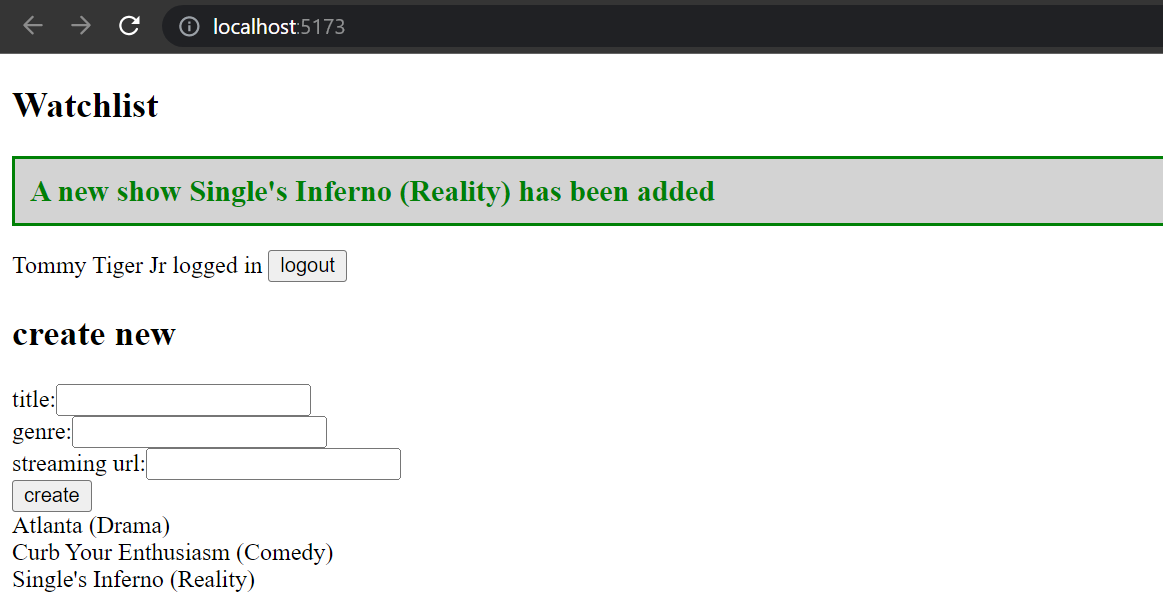 localhost:5173
Watchlist
A new show Single's Inferno (Reality) has been added
Tommy Tiger Jr logged in logout
create new
title:
genre:
streaming url:
create
Atlanta (Drama)
Curb Your Enthusiasm (Comedy)
Single's Inferno (Reality)